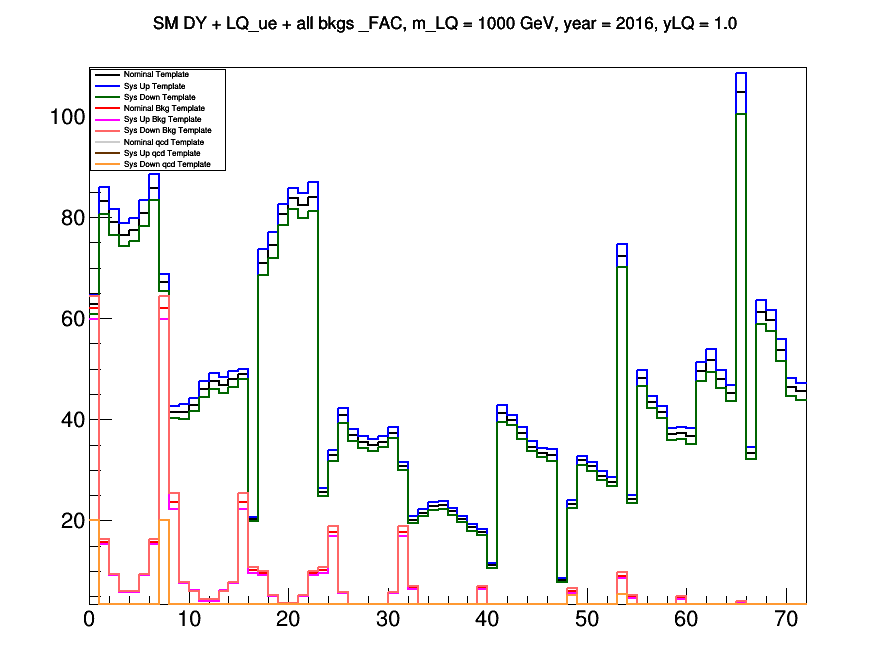 SM DY + LQ_ue + all bkgs _FAC, m_LQ = 1000 GeV, year = 2016, yLQ = 1.0
Nominal Template
Sys Up Template
Sys Down Template
Nominal Bkg Template
Sys Up Bkg Template
Sys Down Bkg Template
Nominal qcd Template
Sys Up qcd Template
Sys Down qcd Template
100
80
60
40
20
0 10 20 30 40 50 60 70